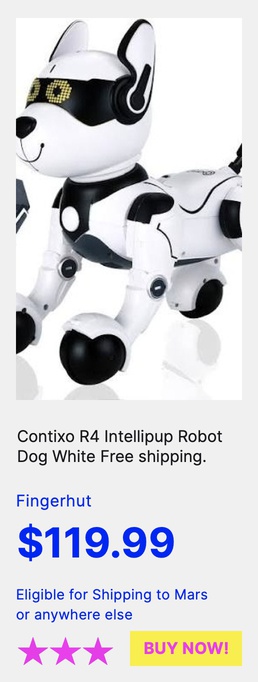 Contixo R4 Intellipup Robot
Dog White Free shipping.
Fingerhut
$119.99
Eligible for Shipping to Mars
or anywhere else
BUY NOW!